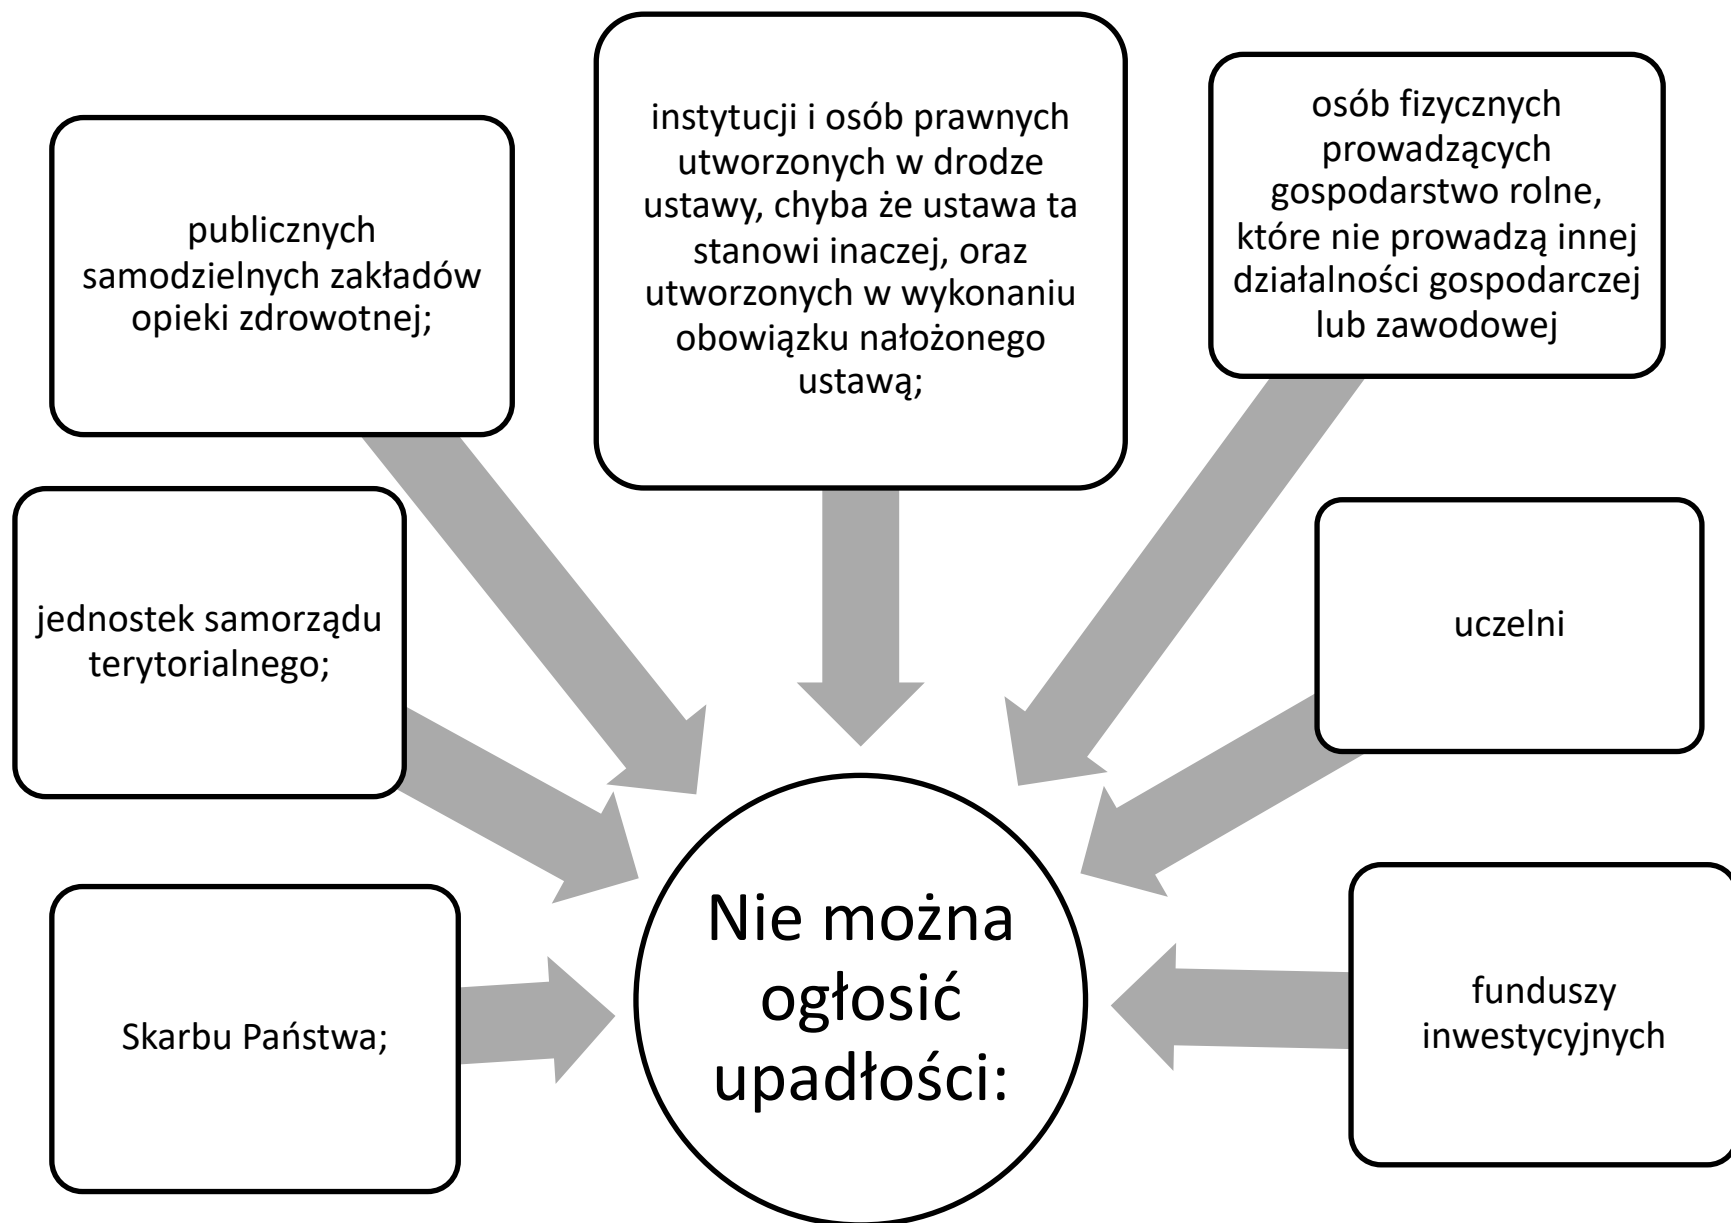 publicznych
samodzielnych zakładów
opieki zdrowotnej;
instytucji i osób prawnych
utworzonych w drodze
ustawy, chyba że ustawa ta
stanowi inaczej, oraz
utworzonych w wykonaniu
obowiązku nałożonego
ustawą;
osób fizycznych
prowadzących
gospodarstwo rolne,
które nie prowadzą innej
działalności gospodarczej
lub zawodowej
jednostek samorządu
terytorialnego;
uczelni
Skarbu Państwa;
Nie można
ogłosić
upadłości:
funduszy
inwestycyjnych